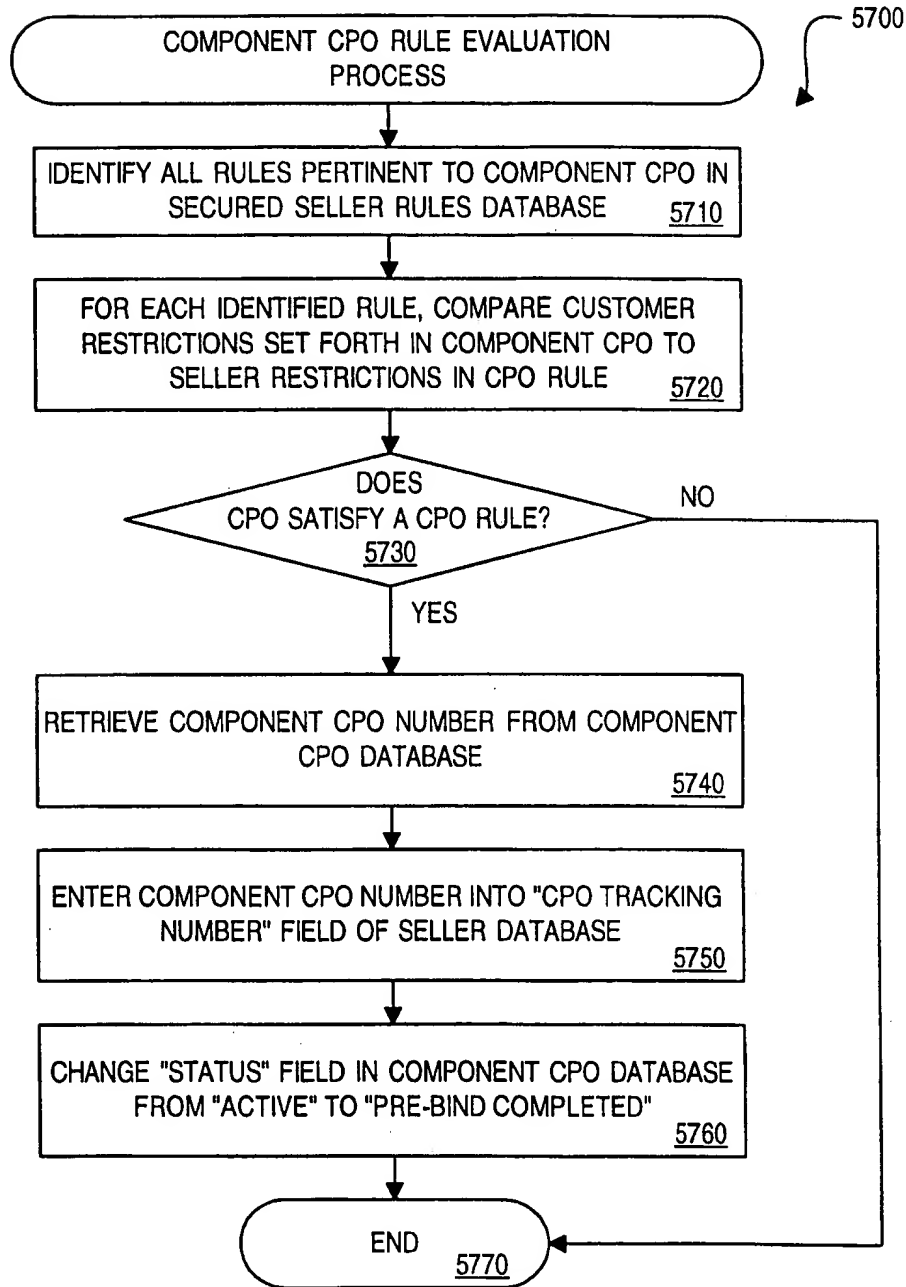 5700
COMPONENT CPO RULE EVALUATION
PROCESS
IDENTIFY ALL RULES PERTINENT TO COMPONENT CPO IN
SECURED SELLER RULES DATABASE
5710
FOR EACH IDENTIFIED RULE, COMPARE CUSTOMER
RESTRICTIONS SET FORTH IN COMPONENT CPO TO
SELLER RESTRICTIONS IN CPO RULE
5720
DOES
CPO SATISFY A CPO RULE?
5730
NO
YES
RETRIEVE COMPONENT CPO NUMBER FROM COMPONENT
CPO DATABASE
5740
ENTER COMPONENT CPO NUMBER INTO "CPO TRACKING
NUMBER" FIELD OF SELLER DATABASE
5750
CHANGE "STATUS" FIELD IN COMPONENT CPO DATABASE
FROM "ACTIVE" TO "PRE-BIND COMPLETED"
5760
END
5770